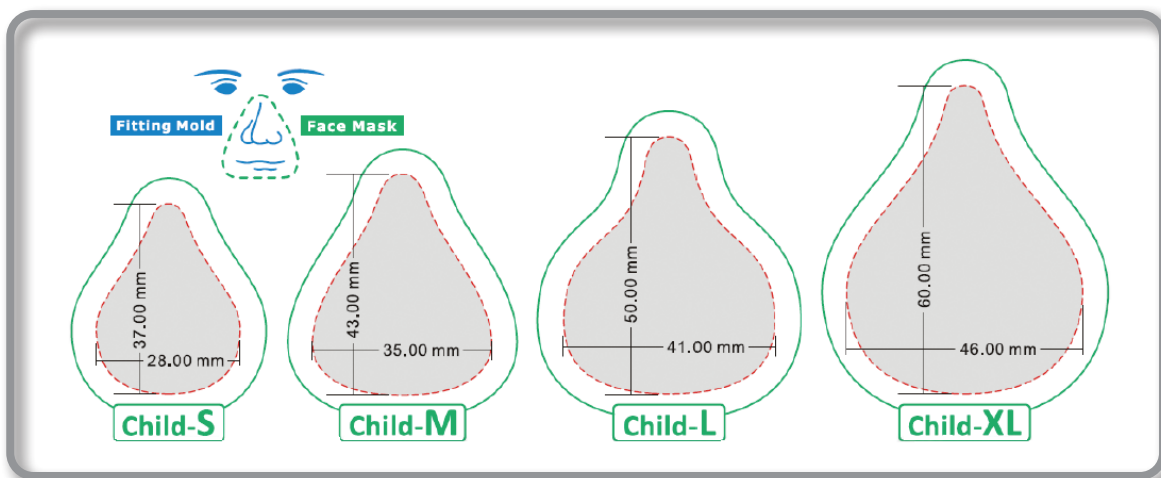 Fitting Mold
Face Mask
37.00 mm
28.00 mm
Child-S
43.00 mm
35.00 mm
Child-M
50.00 mm
41.00 mm
Child-L
60.00 mm
46.00 mm
Child-XL